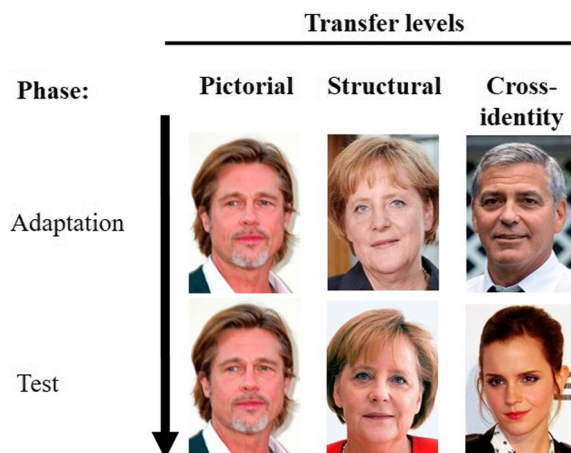 Transfer levels
Phase:
Pictorial
Structural
Cross-
identity
Adaptation
Test